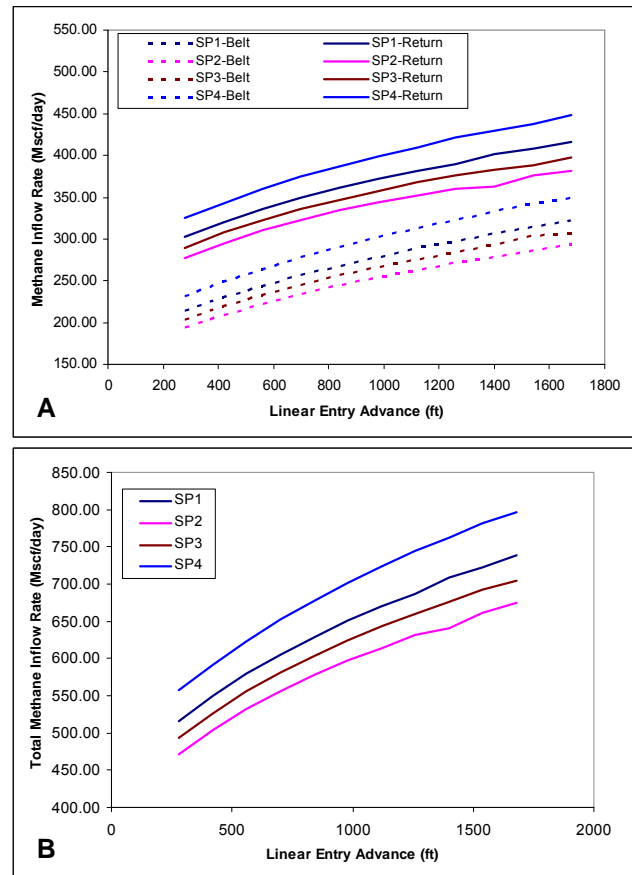 550.00
500.00
450.00
400.00
350.00
300.00
250.00
200.00
150.00
Methane Inflow Rate (Mscf/day)
SP1-Belt SP1-Return
SP2-Belt SP2-Return
SP3-Belt SP3-Return
SP4-Belt SP4-Return
0 200 400 600 800 1000 1200 1400 1600 1800
A
Linear Entry Advance (ft)
850.00
800.00
750.00
700.00
650.00
600.00
550.00
500.00
450.00
400.00
Total Methane Inflow Rate (Mscf/day)
SP1
SP2
SP3
SP4
0 500 1000 1500 2000
B
Linear Entry Advance (ft)